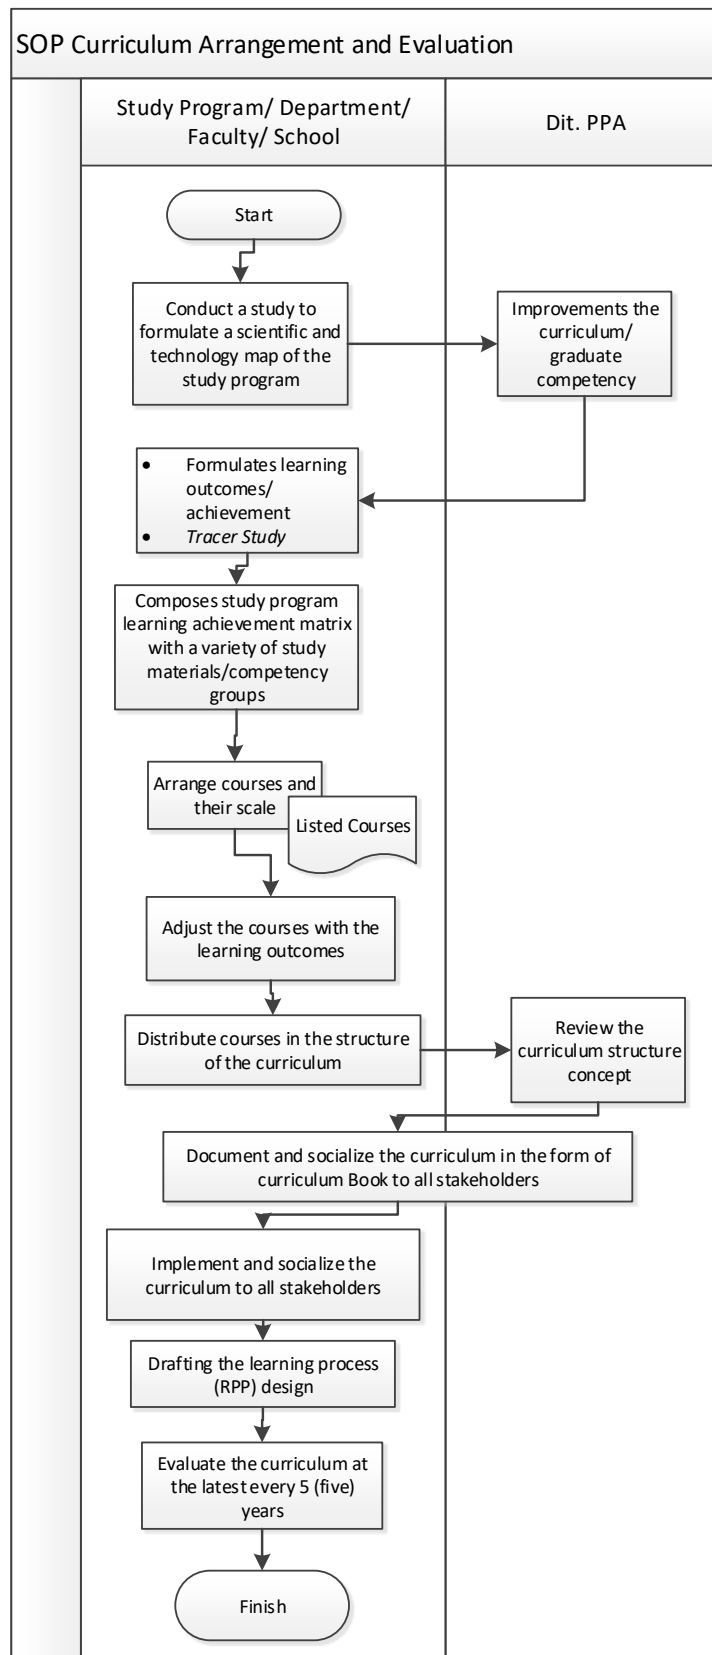 SOP Curriculum Arrangement and Evaluation
Study Program/ Department/
Faculty/ School
Dit. PPA
Start
Conduct a study to
formulate a scientific and
technology map of the
study program
Improvements the
curriculum/
graduate
competency
• Formulates learning
outcomes/
achievement
• Tracer Study
Composes study program
learning achievement matrix
with a variety of study
materials/competency
groups
Arrange courses and
their scale
Listed Courses
Adjust the courses with the
learning outcomes
Distribute courses in the structure
of the curriculum
Review the
curriculum structure
concept
Document and socialize the curriculum in the form of
curriculum Book to all stakeholders
Implement and socialize the
curriculum to all stakeholders
Drafting the learning process
(RPP) design
Evaluate the curriculum at
the latest every 5 (five)
years
Finish